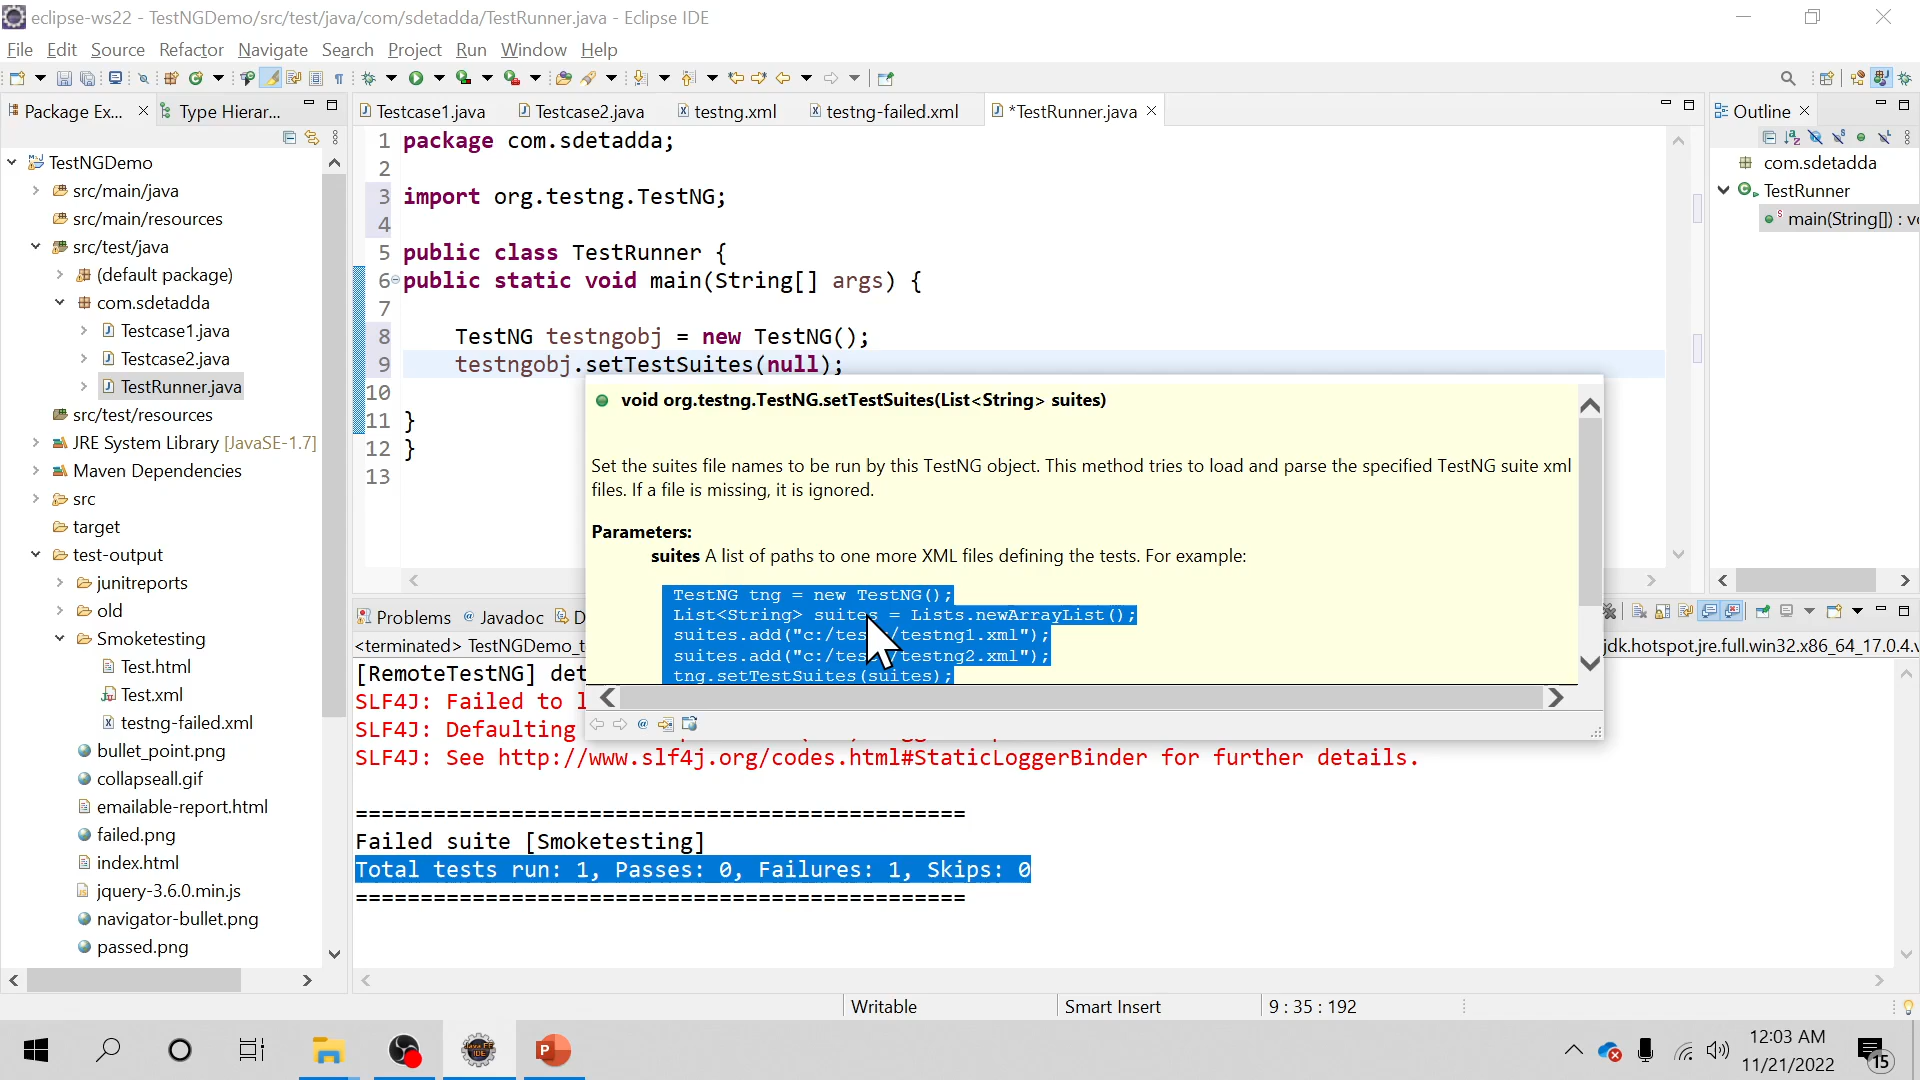 eclipse-ws22 - TestNGDemo/src/test/java/com/sdetadda/TestRunner.java - Eclipse IDE
File Edit Source Refactor Navigate Search Project Run Window Help
Package Ex...
Type Hierar...
TestNGDemo
src/main/java
src/main/resources
src/test/java
(default package)
com.sdetadda
Testcase1.java
Testcase2.java
TestRunner.java
src/test/resources
JRE System Library [JavaSE-1.7]
Maven Dependencies
src
target
test-output
junitreports
old
Smoketesting
Test.html
Test.xml
testng-failed.xml
bullet_point.png
collapseall.gif
emailable-report.html
failed.png
index.html
jquery-3.6.0.min.js
navigator-bullet.png
passed.png
Testcase1.java Testcase2.java testng.xml testng-failed.xml *TestRunner.java
1 package com.sdetadda;
2
3 import org.testng.TestNG;
4
5 public class TestRunner {
6 public static void main(String[] args) {
7
8 TestNG testngobj = new TestNG();
9 testngobj.setTestSuites(null);
10
11 }
12 }
13
void org.testng.TestNG.setTestSuites(List<String> suites)
Set the suites file names to be run by this TestNG object. This method tries to load and parse the specified TestNG suite xml
files. If a file is missing, it is ignored.
Parameters:
suites A list of paths to one more XML files defining the tests. For example:
TestNG tng = new TestNG();
List<String> suites = Lists.newArrayList();
suites.add("c:/tes /testng1.xml");
suites.add("c:/tes /testng2.xml");
tng.setTestSuites(suites);
Outline
com.sdetadda
TestRunner
main(String[]) : v
Problems Javadoc D
<terminated> TestNGDemo_t
jdk.hotspot.jre.full.win32.x86_64_17.0.4.v
[RemoteTestNG] det
SLF4J: Failed to l
SLF4J: Defaulting
SLF4J: See http://www.slf4j.org/codes.html#StaticLoggerBinder for further details.
===============================================
Failed suite [Smoketesting]
Total tests run: 1, Passes: 0, Failures: 1, Skips: 0
===============================================
Writable Smart Insert 9 : 35 : 192
12:03 AM
11/21/2022
15